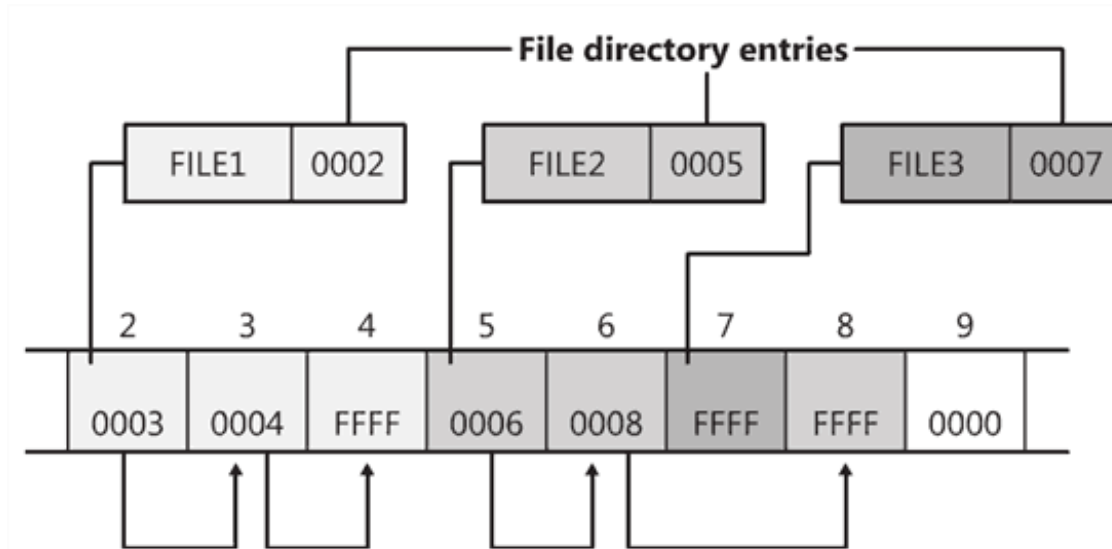 File directory entries
FILE1 0002 FILE2 0005 FILE3 0007
2 3 4 5 6 7 8 9
0003 0004 FFFF 0006 0008 FFFF FFFF 0000